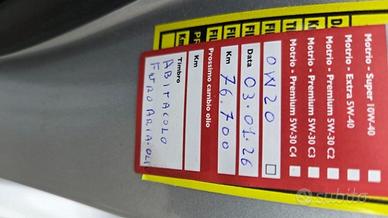 Motrio - Super 10W-40
Motrio - Extra 5W-40
Motrio - Premium 5W-30 C2
Motrio - Premium 5W-30 C3
Motrio - Premium 5W-30 C4
0W20
Data 03.01.26
Km 76.700
Prossimo cambio olio
Km
Timbro
ABITACOLO
subito